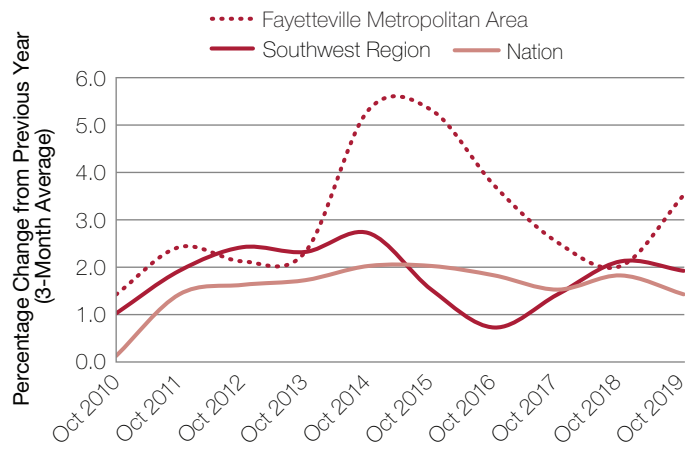 Fayetteville Metropolitan Area
Southwest Region
Nation
Percentage Change from Previous Year
(3-Month Average)
6.0
5.0
4.0
3.0
2.0
1.0
0.0
Oct 2010
Oct 2011
Oct 2012
Oct 2013
Oct 2014
Oct 2015
Oct 2016
Oct 2017
Oct 2018
Oct 2019